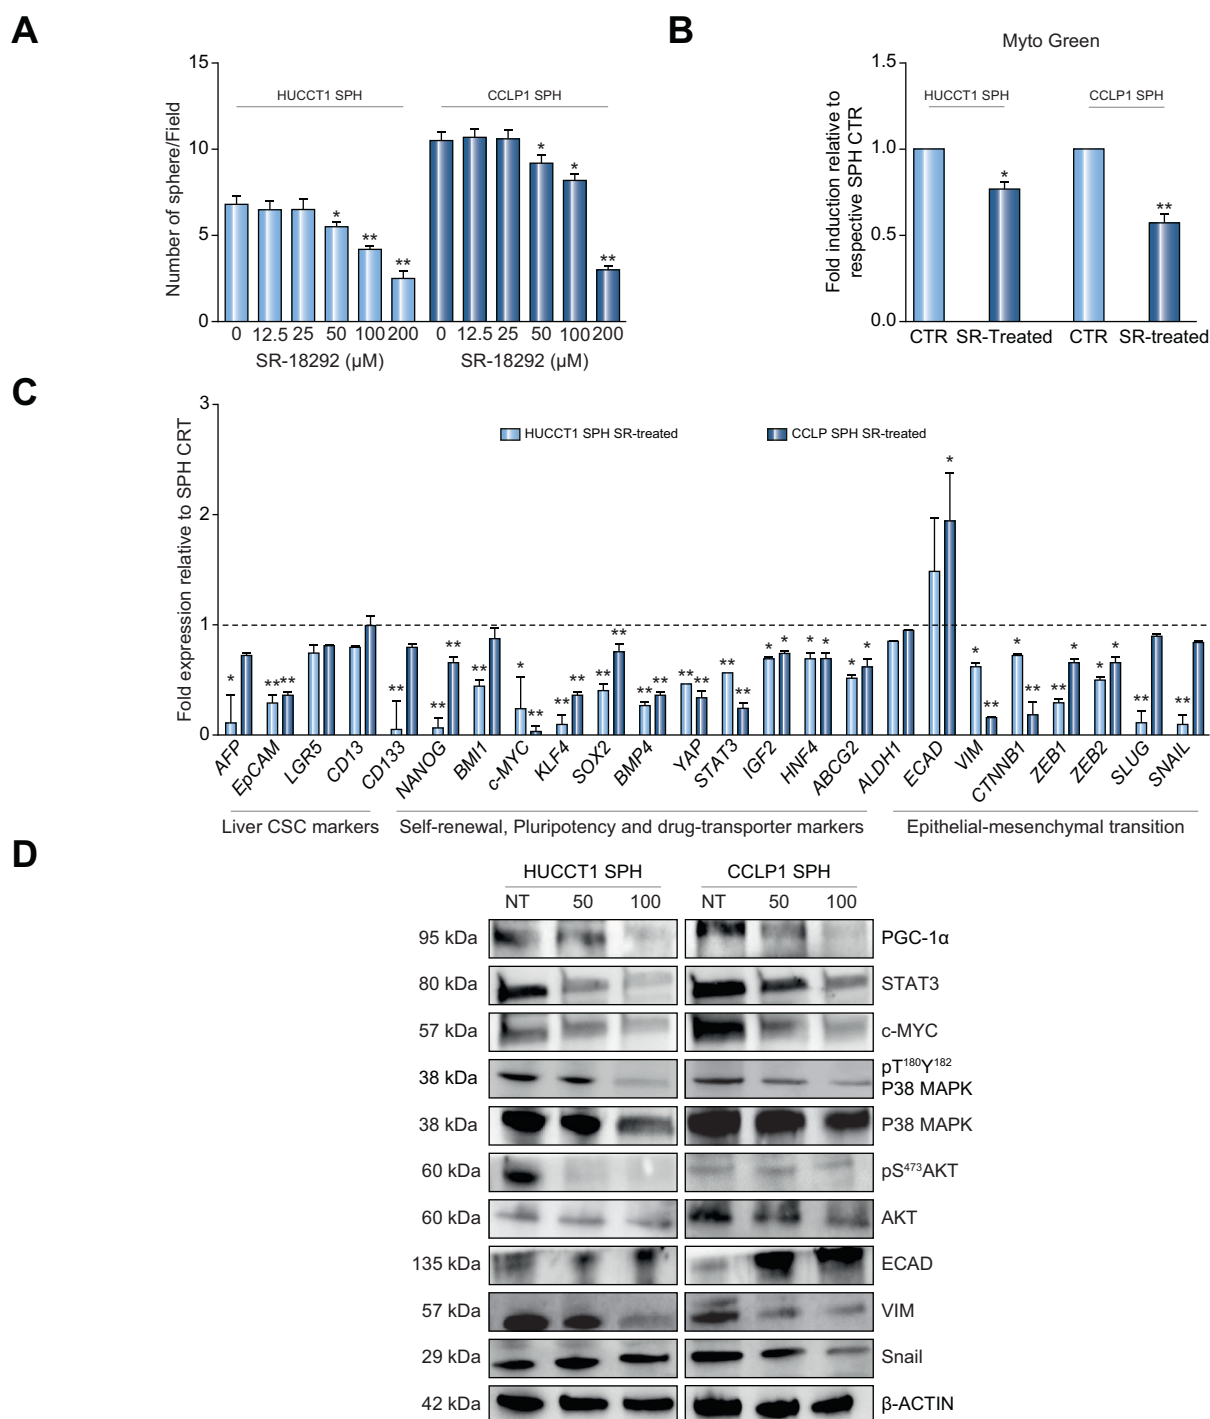 A
15
10
5
0
Number of sphere/Field
HUCCT1 SPH
CCLP1 SPH
*
**
**
*
*
**
0 12.5 25 50 100 200
0 12.5 25 50 100 200
SR-18292 (µM)
SR-18292 (µM)
B
Myto Green
1.5
1.0
0.5
0.0
Fold induction relative to
respective SPH CTR
HUCCT1 SPH
CCLP1 SPH
*
**
CTR SR-Treated
CTR SR-treated
C
3
2
1
0
Fold expression relative to SPH CRT
HUCCT1 SPH SR-treated
CCLP SPH SR-treated
*
** **
**
** **
**
* **
** **
** **
** **
** **
** **
* *
* *
* *
*
* **
* **
** *
* *
**
**
AFP
EpCAM
LGR5
CD13
CD133
NANOG
BMI1
c-MYC
KLF4
SOX2
BMP4
YAP
STAT3
IGF2
HNF4
ABCG2
ALDH1
ECAD
VIM
CTNNB1
ZEB1
ZEB2
SLUG
SNAIL
Liver CSC markers
Self-renewal, Pluripotency and drug-transporter markers
Epithelial-mesenchymal transition
D
HUCCT1 SPH
CCLP1 SPH
NT 50 100
NT 50 100
95 kDa PGC-1α
80 kDa STAT3
57 kDa c-MYC
38 kDa pT180Y182
P38 MAPK
38 kDa P38 MAPK
60 kDa pS473AKT
60 kDa AKT
135 kDa ECAD
57 kDa VIM
29 kDa Snail
42 kDa β-ACTIN